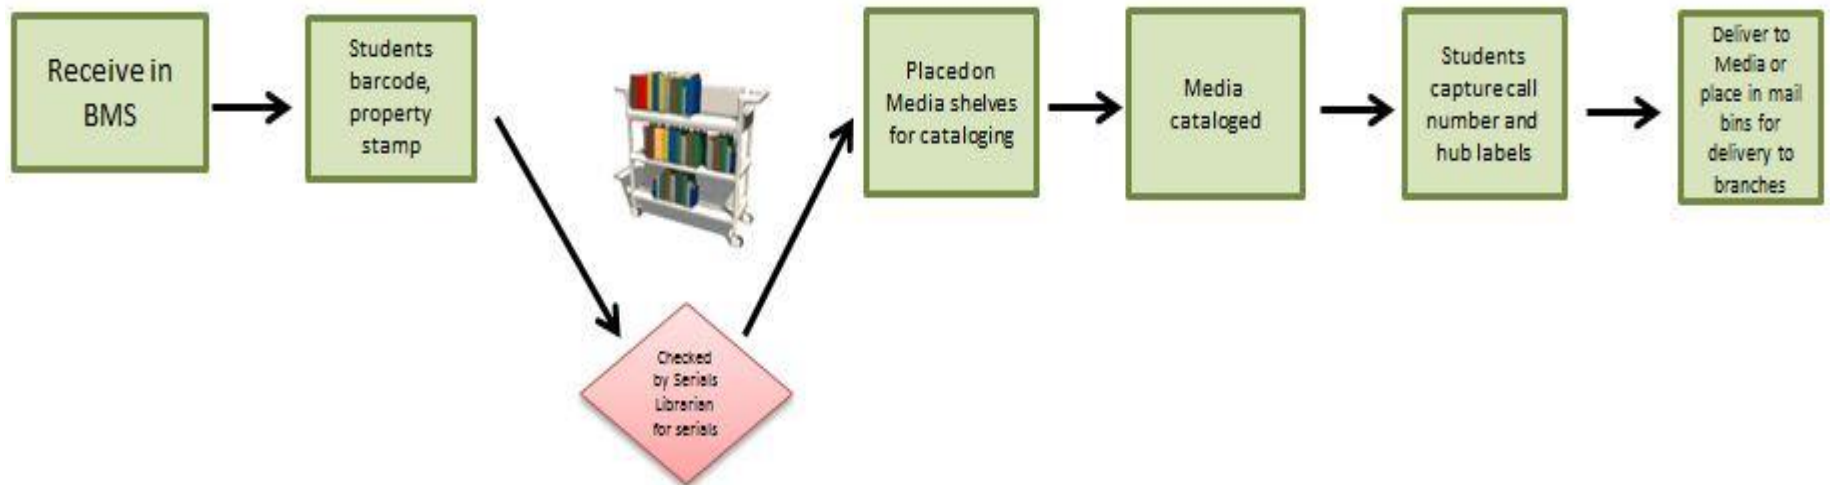 Receive in
BMS
Students
barcode,
property
stamp
Checked
by Serials
Librarian
for serials
Placed on
Media shelves
for cataloging
Media
cataloged
Students
capture call
number and
hub labels
Deliver to
Media or
place in mail
bins for
delivery to
branches